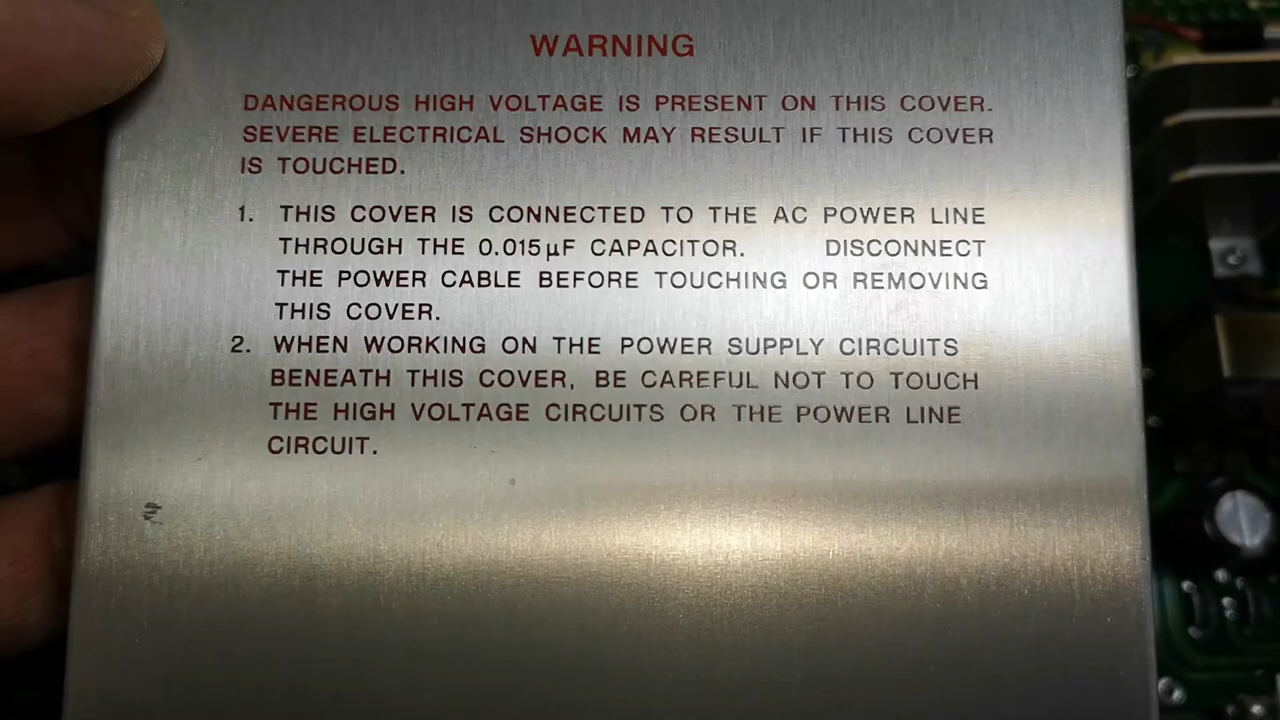 WARNING
DANGEROUS HIGH VOLTAGE IS PRESENT ON THIS COVER.
SEVERE ELECTRICAL SHOCK MAY RESULT IF THIS COVER
IS TOUCHED.
1. THIS COVER IS CONNECTED TO THE AC POWER LINE
THROUGH THE 0.015µF CAPACITOR. DISCONNECT
THE POWER CABLE BEFORE TOUCHING OR REMOVING
THIS COVER.
2. WHEN WORKING ON THE POWER SUPPLY CIRCUITS
BENEATH THIS COVER, BE CAREFUL NOT TO TOUCH
THE HIGH VOLTAGE CIRCUITS OR THE POWER LINE
CIRCUIT.